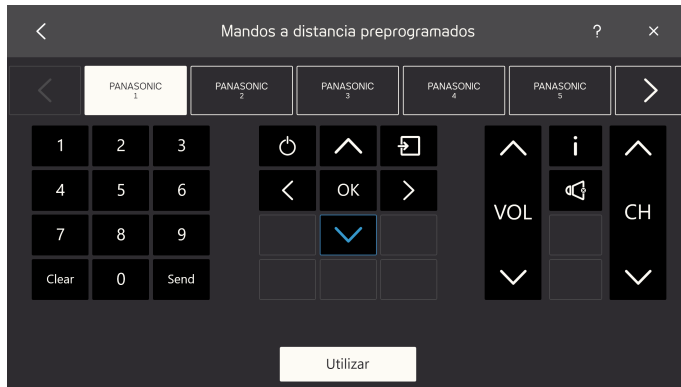 Mandos a distancia preprogramados ? ×
PANASONIC PANASONIC PANASONIC PANASONIC PANASONIC
1 2 3 4 5
1 2 3
4 5 6 OK
VOL CH
7 8 9
Clear 0 Send
Utilizar